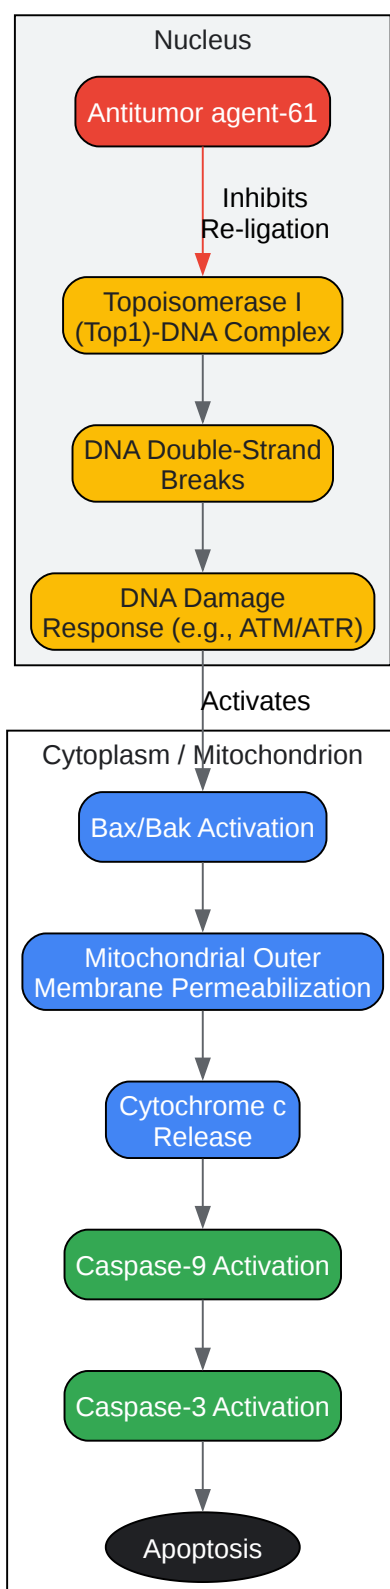 Nucleus
Antitumor agent-61
Inhibits
Re-ligation
Topoisomerase I
(Top1)-DNA Complex
DNA Double-Strand
Breaks
DNA Damage
Response (e.g., ATM/ATR)
Activates
Cytoplasm / Mitochondrion
Bax/Bak Activation
Mitochondrial Outer
Membrane Permeabilization
Cytochrome c
Release
Caspase-9 Activation
Caspase-3 Activation
Apoptosis